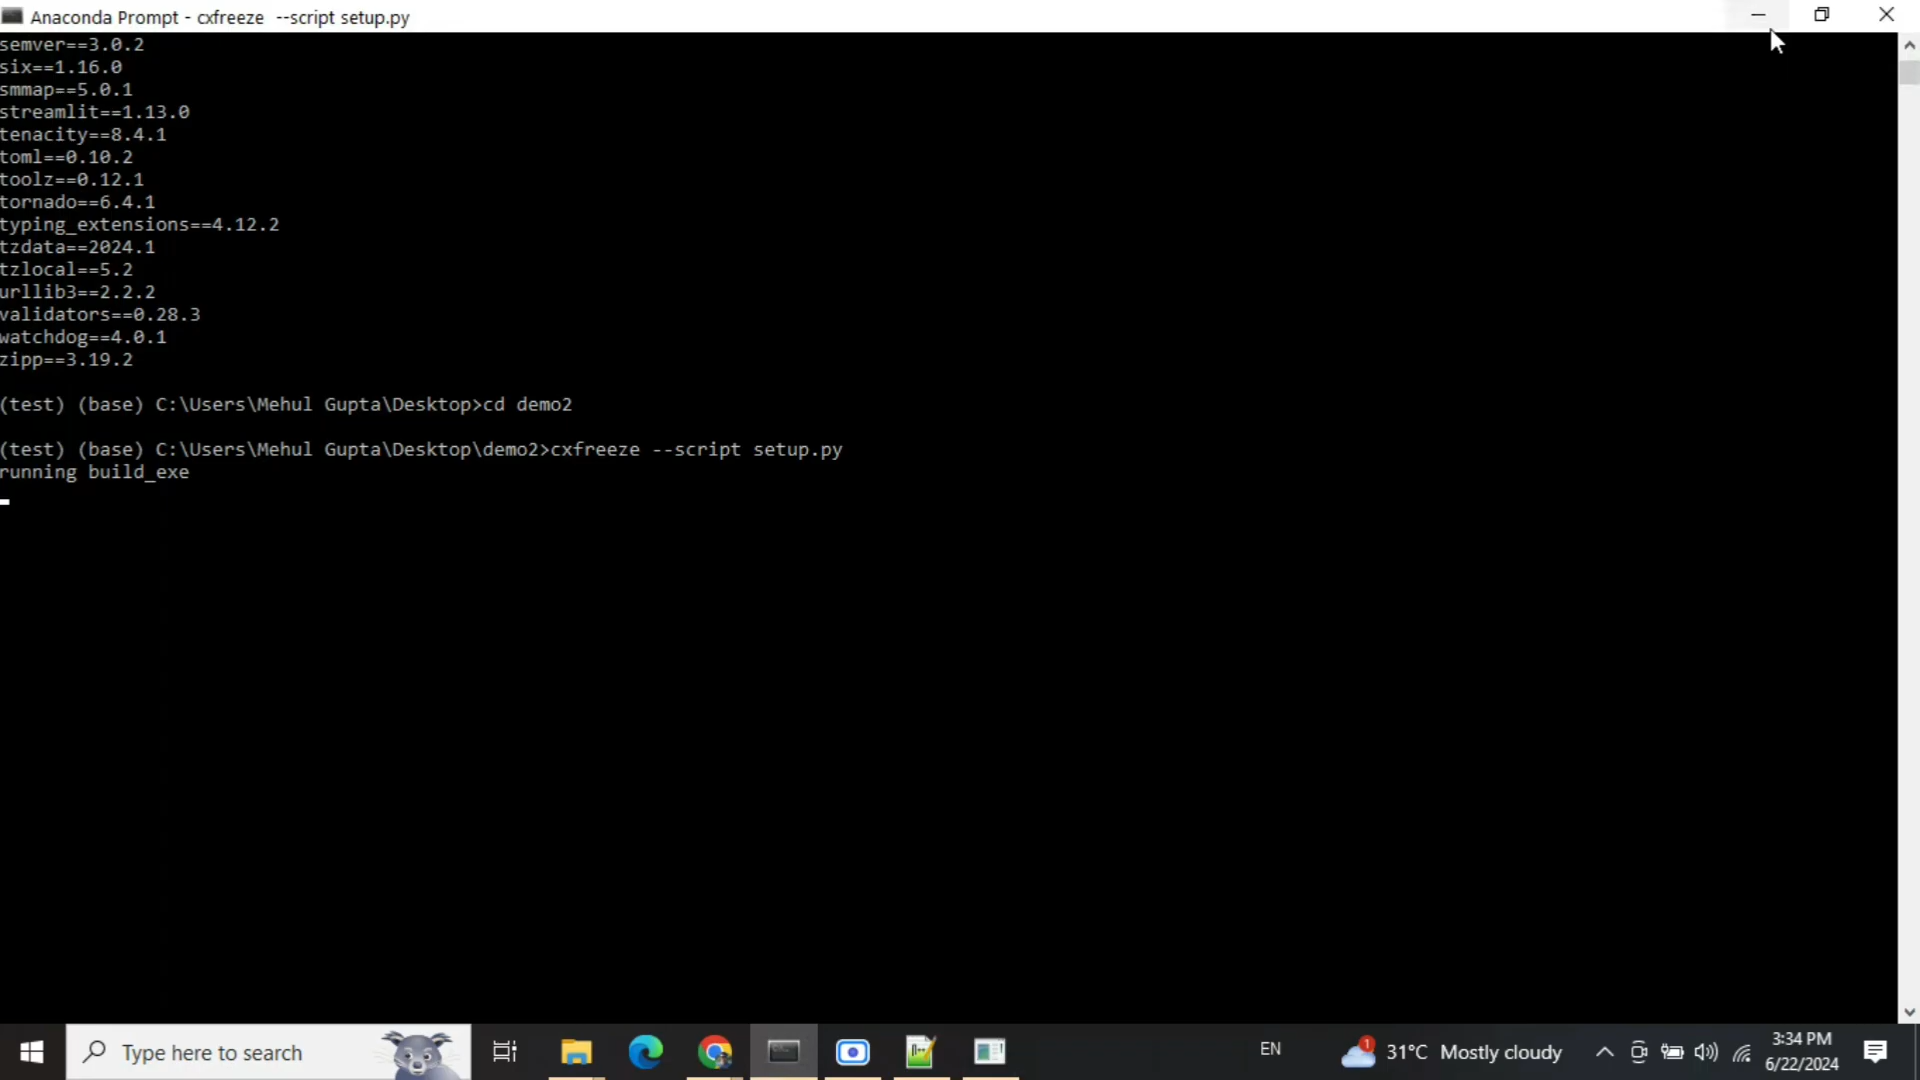 Anaconda Prompt - cxfreeze --script setup.py
semver==3.0.2
six==1.16.0
smmap==5.0.1
streamlit==1.13.0
tenacity==8.4.1
toml==0.10.2
toolz==0.12.1
tornado==6.4.1
typing_extensions==4.12.2
tzdata==2024.1
tzlocal==5.2
urllib3==2.2.2
validators==0.28.3
watchdog==4.0.1
zipp==3.19.2
(test) (base) C:\Users\Mehul Gupta\Desktop>cd demo2
(test) (base) C:\Users\Mehul Gupta\Desktop\demo2>cxfreeze --script setup.py
running build_exe
Type here to search
EN
1
31°C Mostly cloudy
3:34 PM
6/22/2024